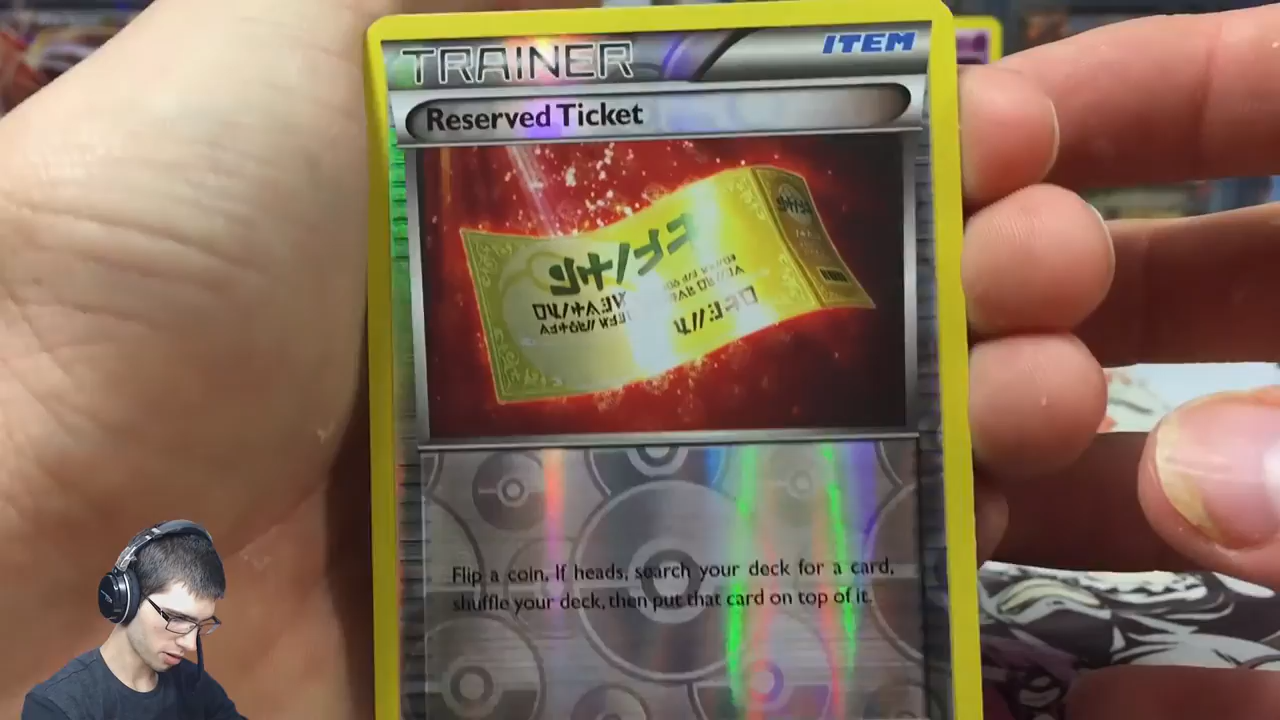 TRAINER
ITEM
Reserved Ticket
Flip a coin. If heads, search your deck for a card,
shuffle your deck, then put that card on top of it.